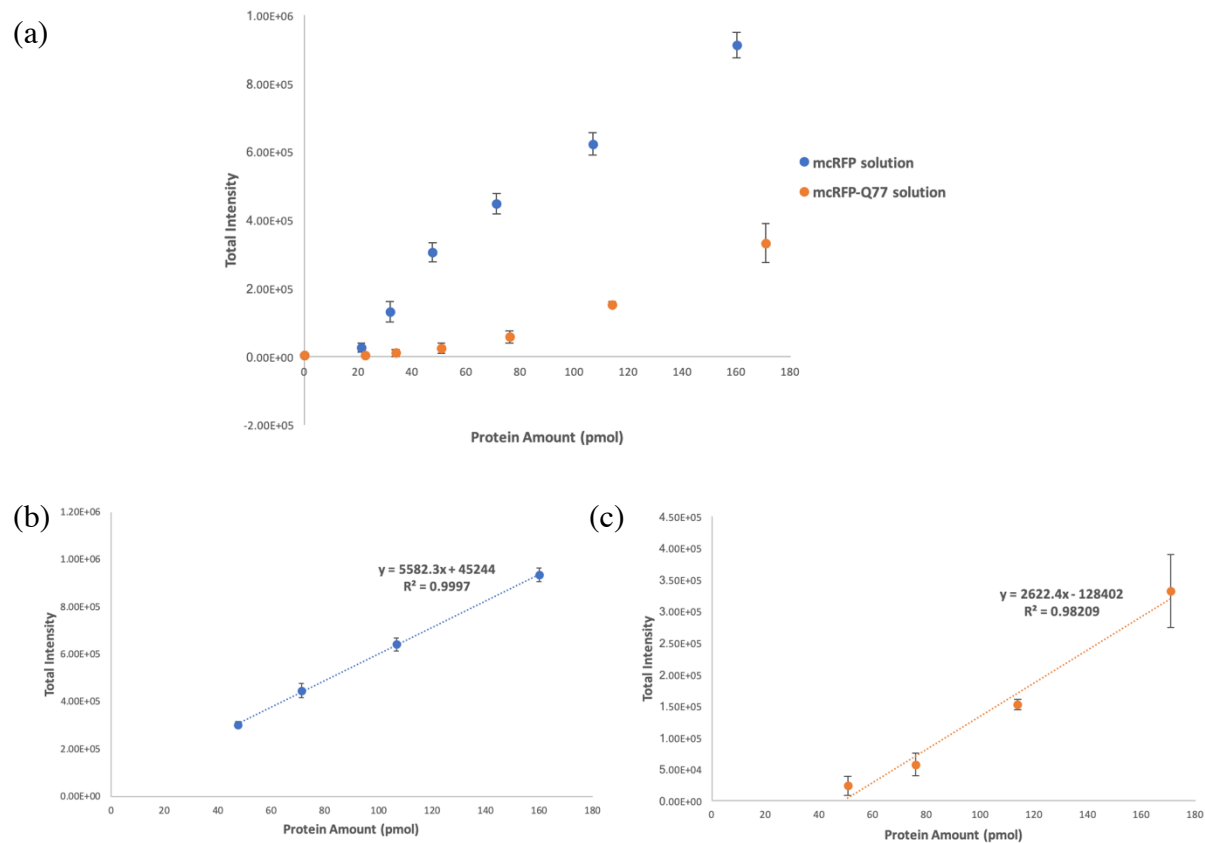 (a)
1.00E+06
8.00E+05
6.00E+05
4.00E+05
2.00E+05
0.00E+00
-2.00E+05
Total Intensity
0 20 40 60 80 100 120 140 160 180
Protein Amount (pmol)
mcRFP solution
mcRFP-Q77 solution
(b)
1.20E+06
1.00E+06
8.00E+05
6.00E+05
4.00E+05
2.00E+05
0.00E+00
Total Intensity
y = 5582.3x + 45244
R² = 0.9997
0 20 40 60 80 100 120 140 160 180
Protein Amount (pmol)
(c)
4.50E+05
4.00E+05
3.50E+05
3.00E+05
2.50E+05
2.00E+05
1.50E+05
1.00E+05
5.00E+04
0.00E+00
Total Intensity
y = 2622.4x - 128402
R² = 0.98209
0 20 40 60 80 100 120 140 160 180
Protein Amount (pmol)